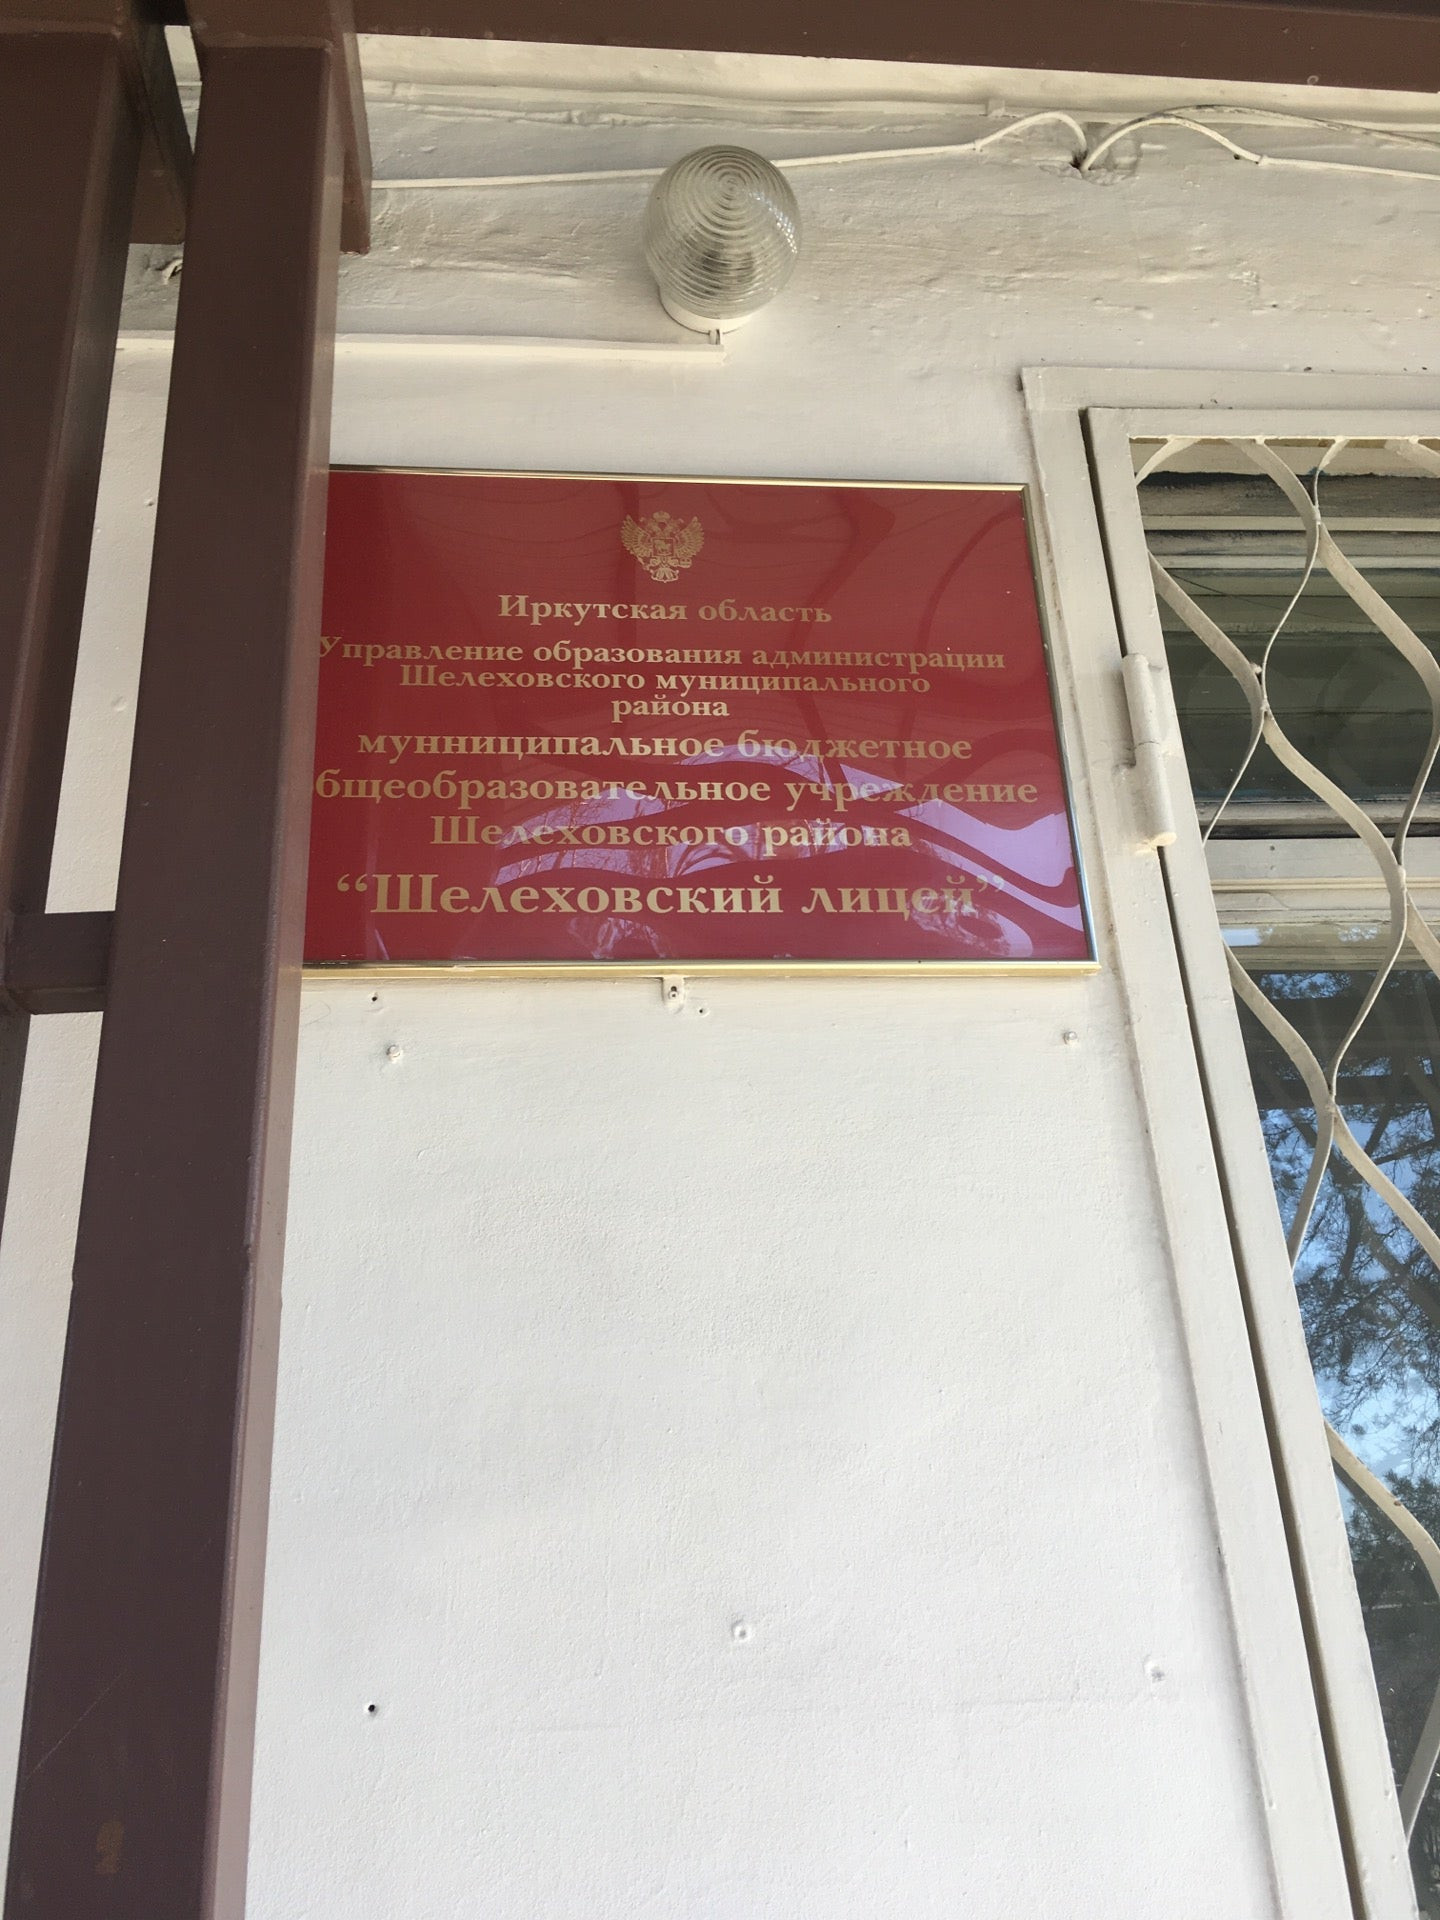 Иркутская область
Управление образования администрации
Шелеховского муниципального
района
мунниципальное бюджетное
общеобразовательное учреждение
Шелеховского района
“Шелеховский лицей”